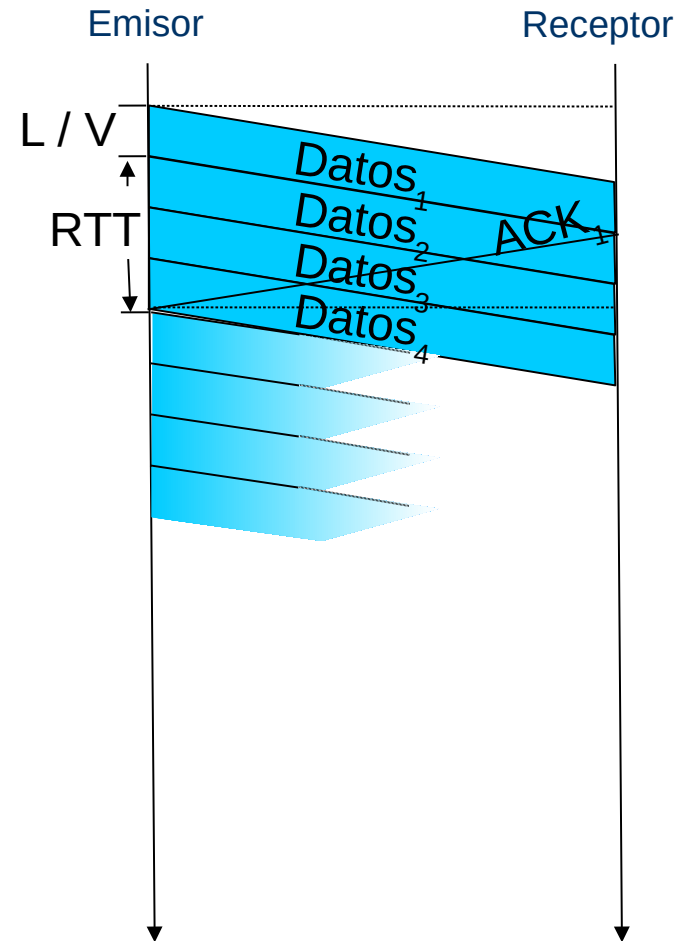 Emisor
Receptor
L / V
Datos1
RTT
Datos2
ACK1
Datos3
Datos4